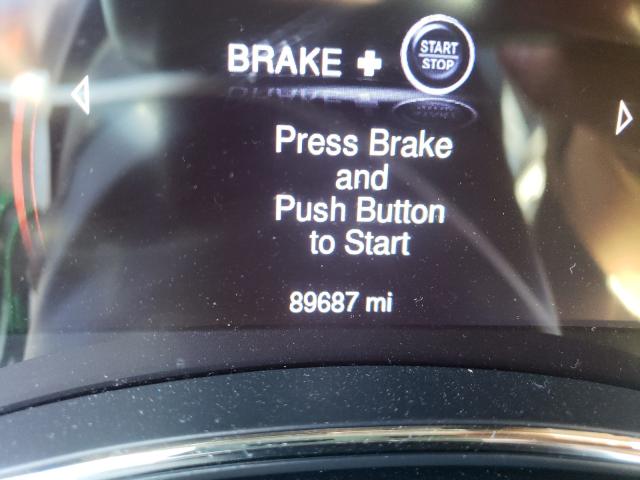 BRAKE + START
STOP
Press Brake
and
Push Button
to Start
89687 mi